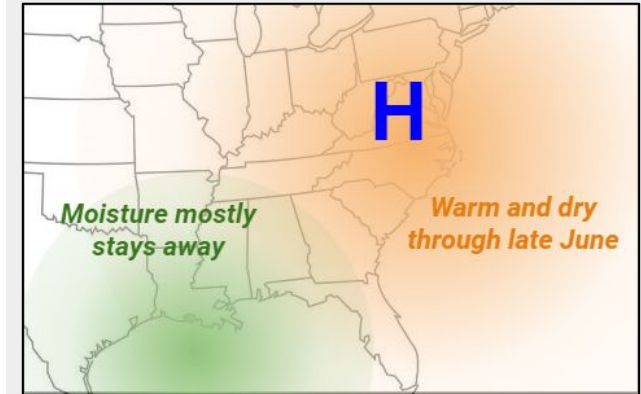 H
Moisture mostly
stays away
Warm and dry
through late June